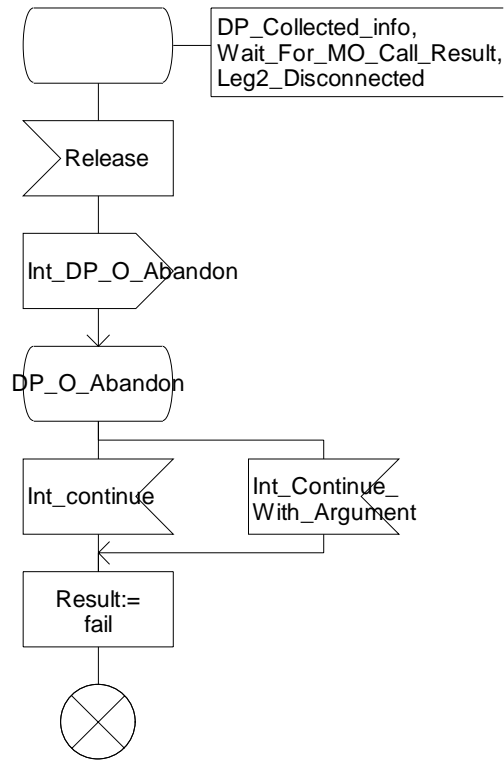 DP_Collected_info,
Wait_For_MO_Call_Result,
Leg2_Disconnected
Release
Int_DP_O_Abandon
DP_O_Abandon
Int_continue
Int_Continue_
With_Argument
Result:=
fail